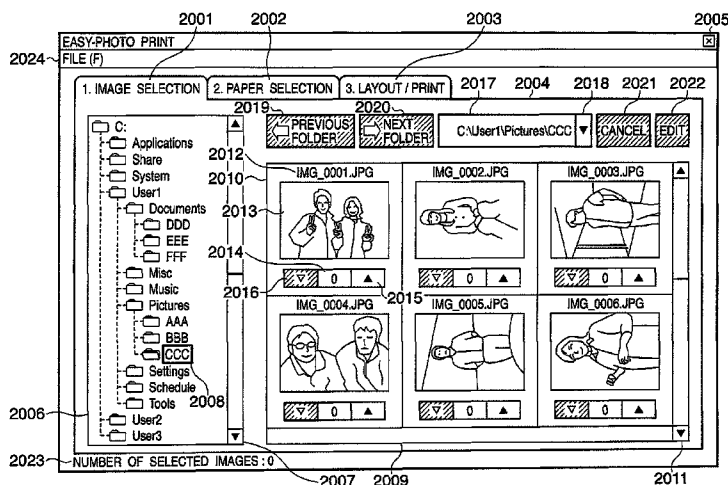 2001 2002 2003 2005
EASY-PHOTO PRINT
2024 FILE (F)
1. IMAGE SELECTION 2. PAPER SELECTION 3. LAYOUT / PRINT
2019 2020 2017 2004 2018 2021 2022
PREVIOUS FOLDER NEXT FOLDER C:\User1\Pictures\CCC CANCEL EDIT
C:
Applications
Share
System
User1
Documents
DDD
EEE
FFF
Misc
Music
Pictures
AAA
BBB
CCC
Settings
Schedule
Tools
User2
User3
2012
2010
2013
2014
2016
2015
2008
2006
IMG_0001.JPG IMG_0002.JPG IMG_0003.JPG
0 0 0
IMG_0004.JPG IMG_0005.JPG IMG_0006.JPG
0 0 0
2023 NUMBER OF SELECTED IMAGES : 0
2007 2009 2011